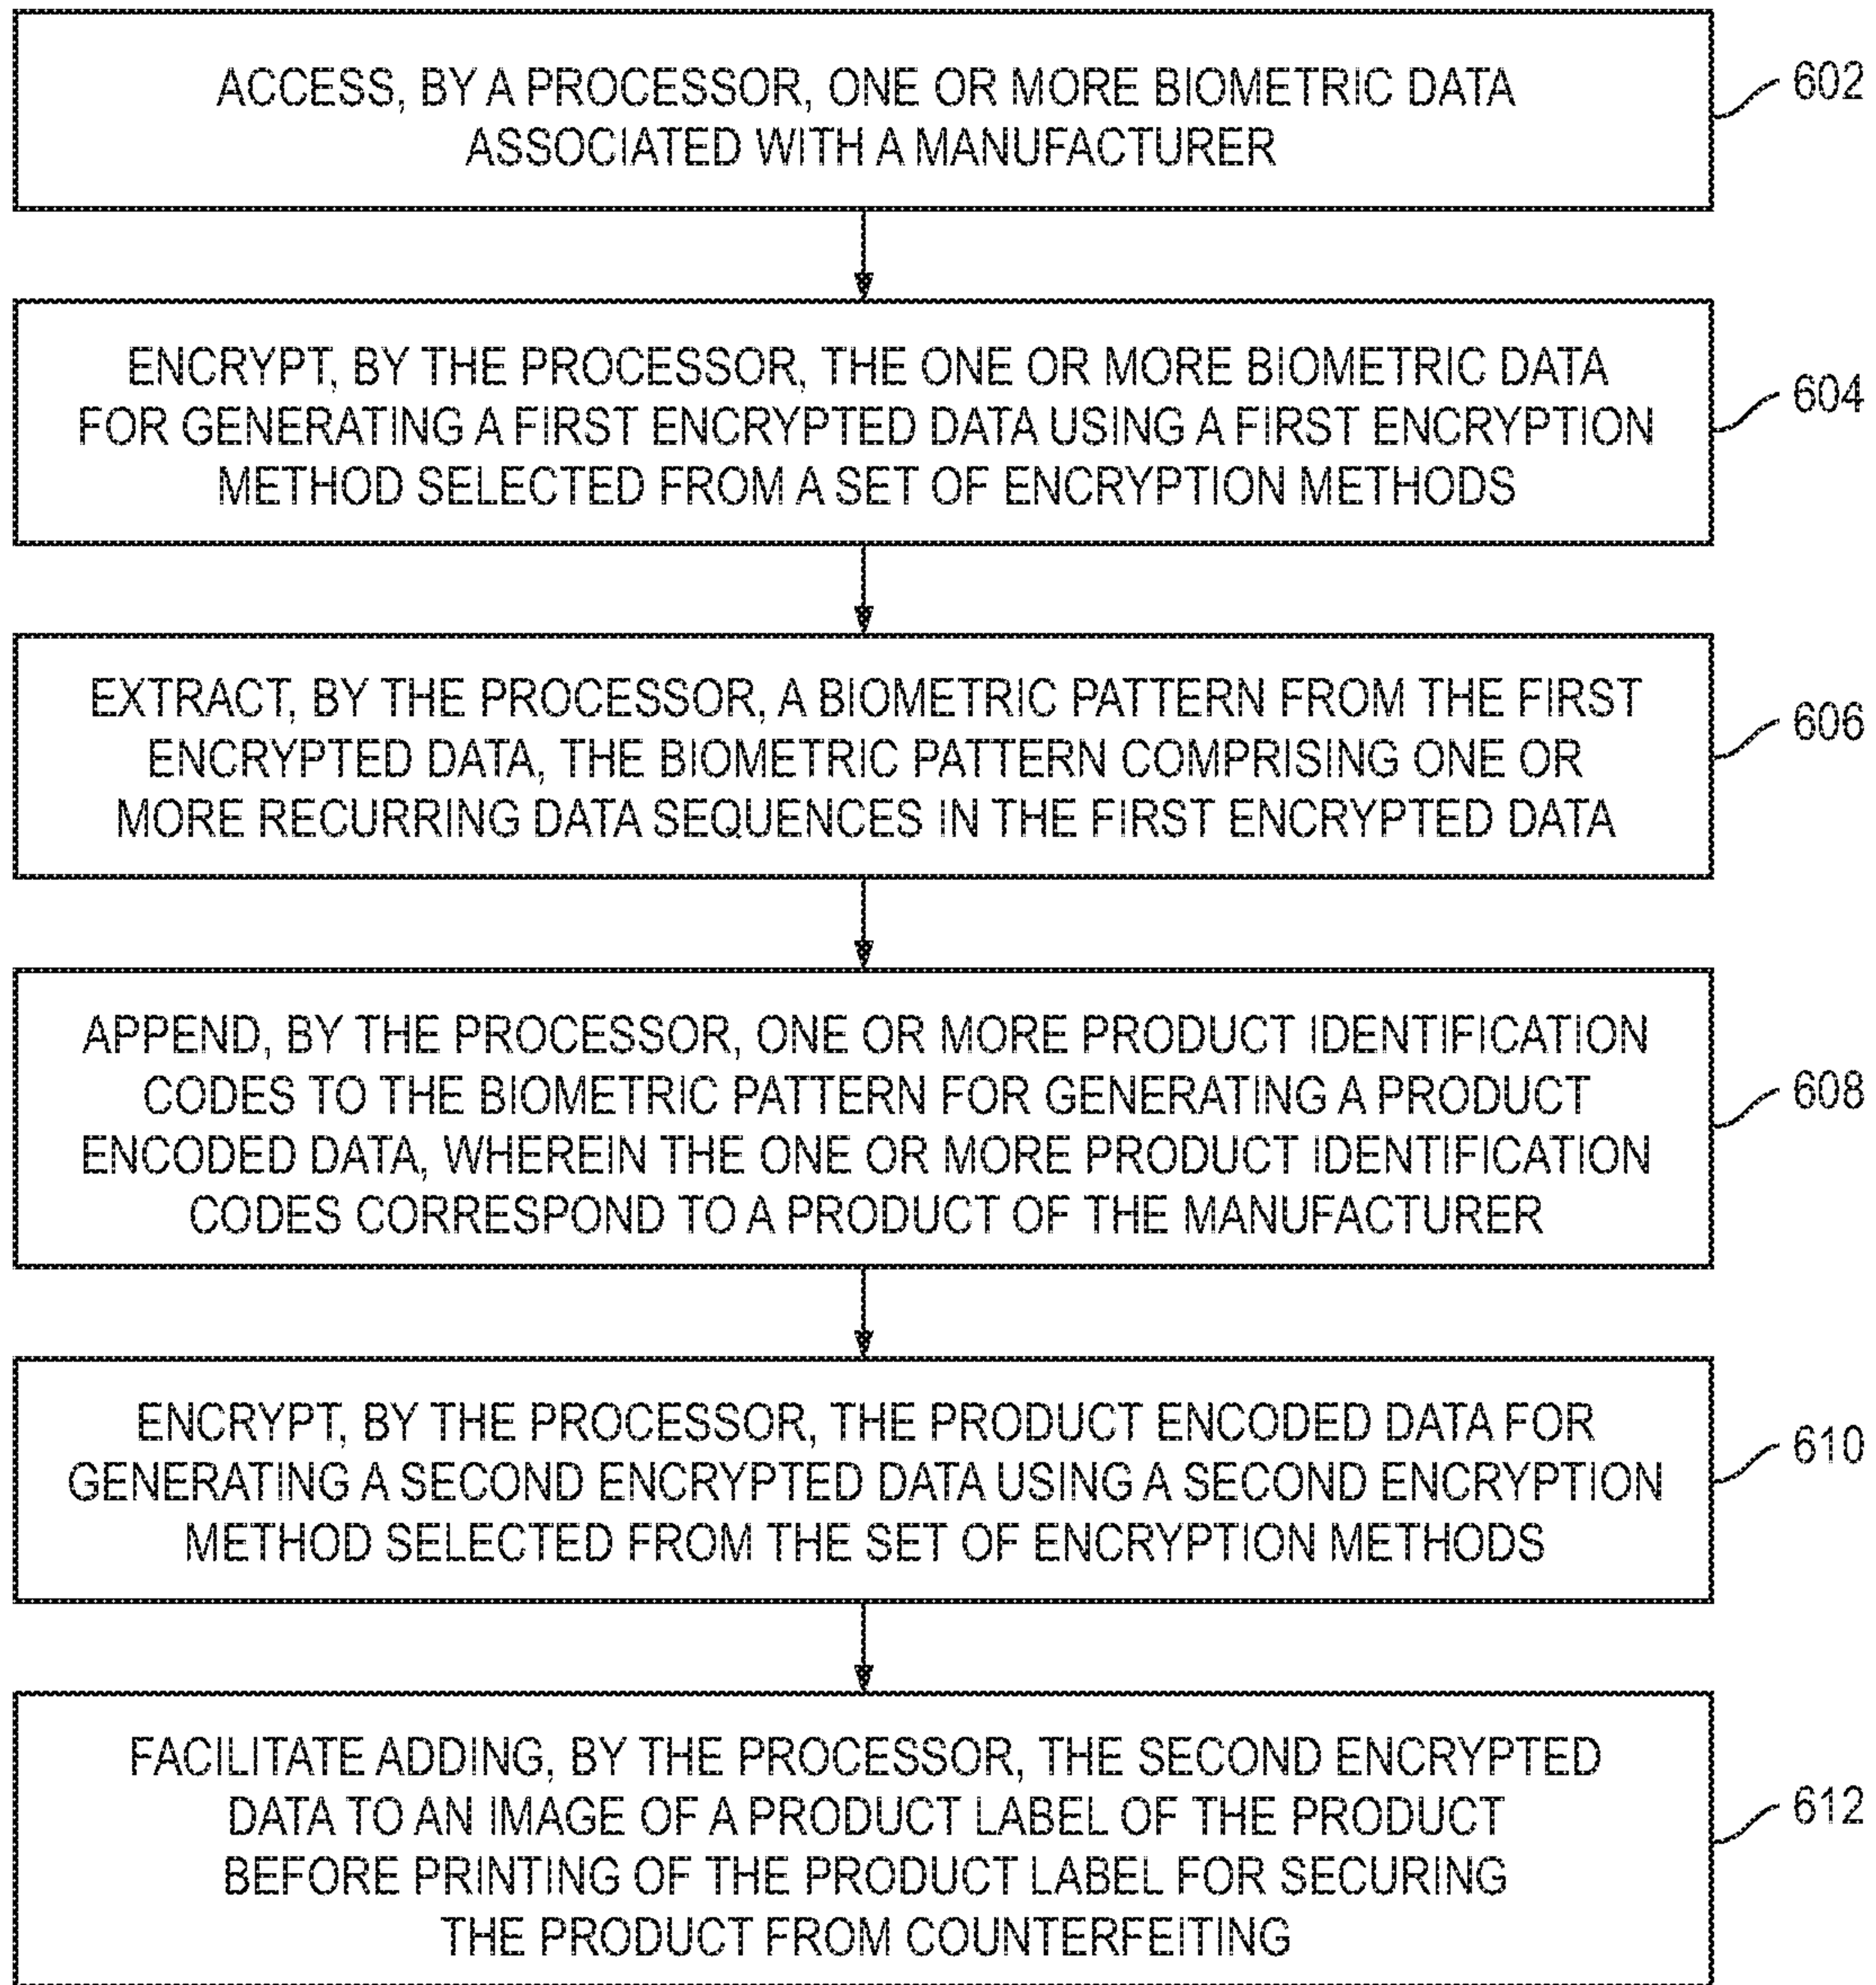 ACCESS, BY A PROCESSOR, ONE OR MORE BIOMETRIC DATA
ASSOCIATED WITH A MANUFACTURER
602
ENCRYPT, BY THE PROCESSOR, THE ONE OR MORE BIOMETRIC DATA
FOR GENERATING A FIRST ENCRYPTED DATA USING A FIRST ENCRYPTION
METHOD SELECTED FROM A SET OF ENCRYPTION METHODS
604
EXTRACT, BY THE PROCESSOR, A BIOMETRIC PATTERN FROM THE FIRST
ENCRYPTED DATA, THE BIOMETRIC PATTERN COMPRISING ONE OR
MORE RECURRING DATA SEQUENCES IN THE FIRST ENCRYPTED DATA
606
APPEND, BY THE PROCESSOR, ONE OR MORE PRODUCT IDENTIFICATION
CODES TO THE BIOMETRIC PATTERN FOR GENERATING A PRODUCT
ENCODED DATA, WHEREIN THE ONE OR MORE PRODUCT IDENTIFICATION
CODES CORRESPOND TO A PRODUCT OF THE MANUFACTURER
608
ENCRYPT, BY THE PROCESSOR, THE PRODUCT ENCODED DATA FOR
GENERATING A SECOND ENCRYPTED DATA USING A SECOND ENCRYPTION
METHOD SELECTED FROM THE SET OF ENCRYPTION METHODS
610
FACILITATE ADDING, BY THE PROCESSOR, THE SECOND ENCRYPTED
DATA TO AN IMAGE OF A PRODUCT LABEL OF THE PRODUCT
BEFORE PRINTING OF THE PRODUCT LABEL FOR SECURING
THE PRODUCT FROM COUNTERFEITING
612